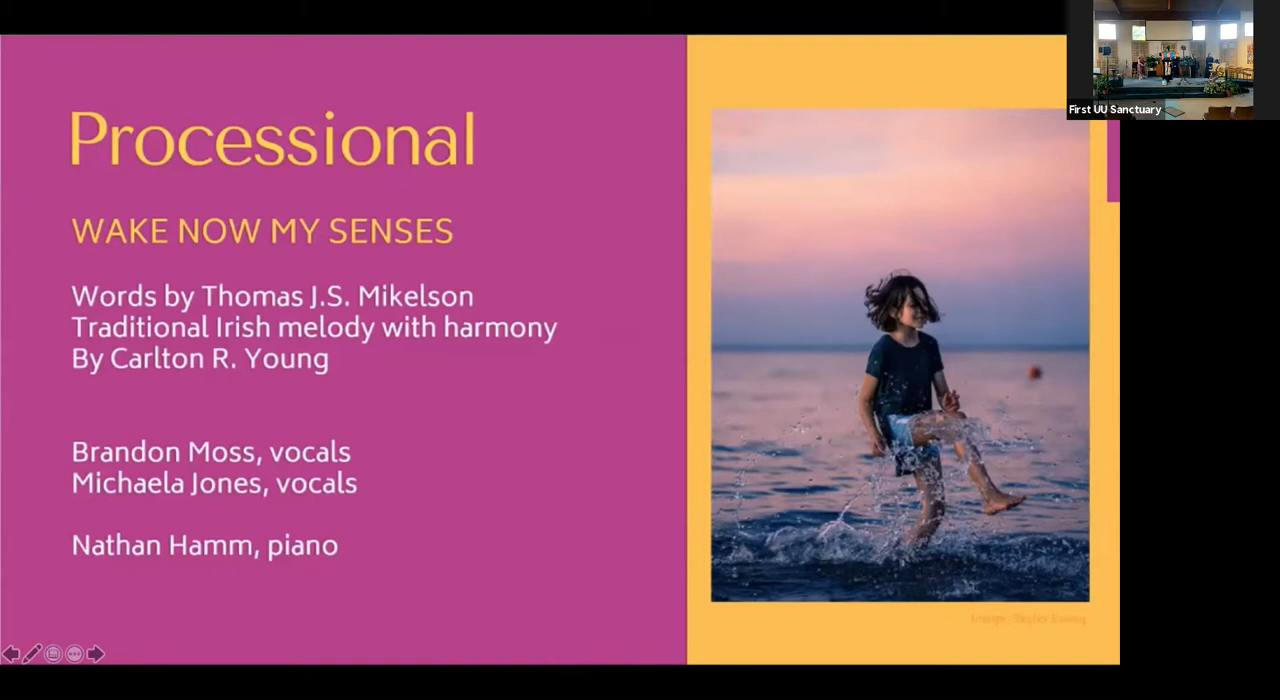 Processional
WAKE NOW MY SENSES
Words by Thomas J.S. Mikelson
Traditional Irish melody with harmony
By Carlton R. Young
Brandon Moss, vocals
Michaela Jones, vocals
Nathan Hamm, piano
First UU Sanctuary
Image: